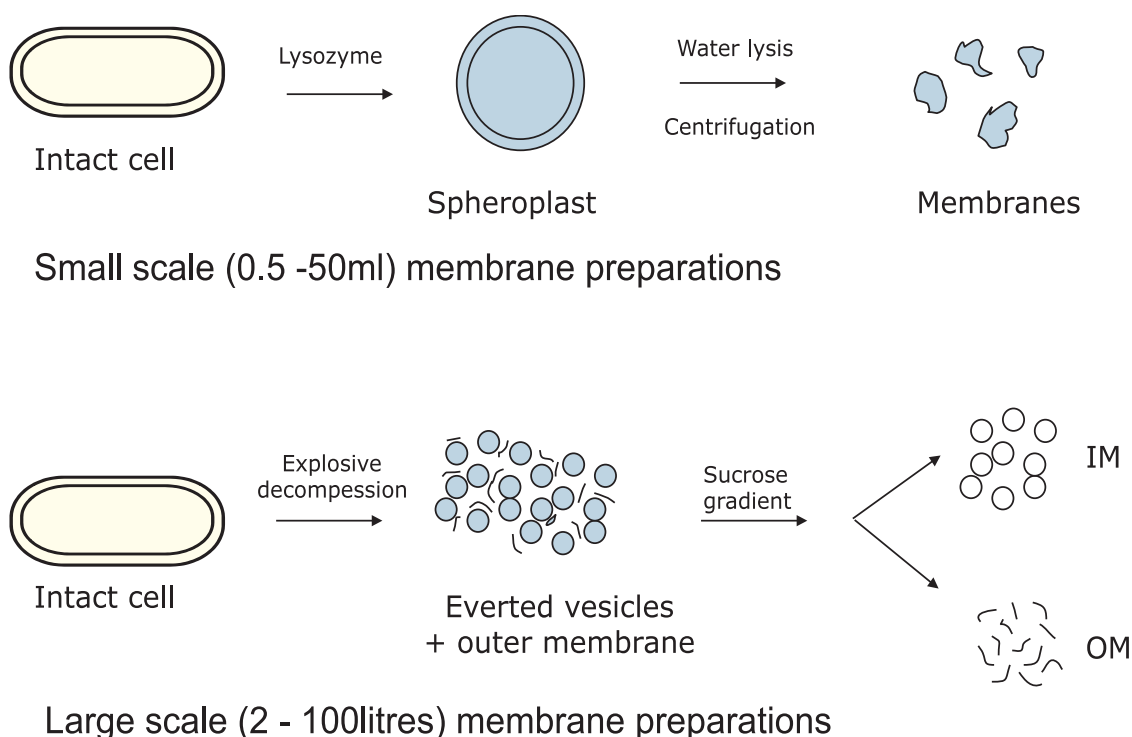 Intact cell
Lysozyme
Spheroplast
Water lysis
Centrifugation
Membranes
Small scale (0.5 -50ml) membrane preparations
Intact cell
Explosive
decompession
Everted vesicles
+ outer membrane
Sucrose
gradient
IM
OM
Large scale (2 - 100litres) membrane preparations